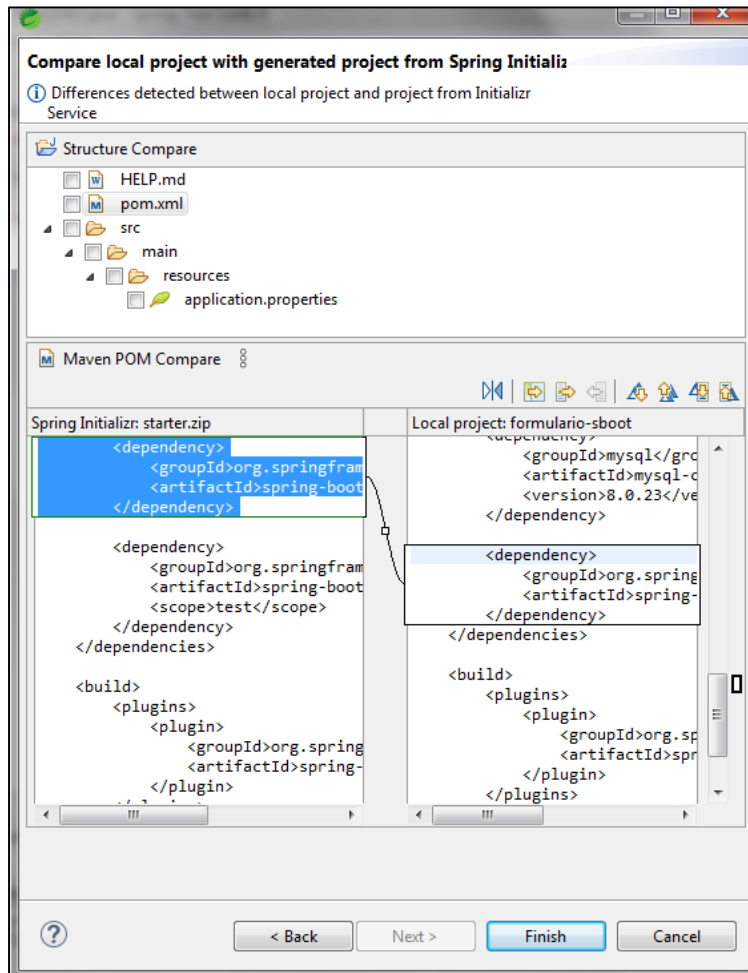 Compare local project with generated project from Spring Initializ
Differences detected between local project and project from Initializr
Service
Structure Compare
HELP.md
pom.xml
src
main
resources
application.properties
Maven POM Compare
Spring Initializr: starter.zip
<dependency>
<groupId>org.springfram
<artifactId>spring-boot
</dependency>
<dependency>
<groupId>org.springfram
<artifactId>spring-boot
<scope>test</scope>
</dependency>
</dependencies>
<build>
<plugins>
<plugin>
<groupId>org.spring
<artifactId>spring-
</plugin>
Local project: formulario-sboot
<dependency>
<groupId>mysql</gro
<artifactId>mysql-c
<version>8.0.23</ve
</dependency>
<dependency>
<groupId>org.spring
<artifactId>spring-
</dependency>
</dependencies>
<build>
<plugins>
<plugin>
<groupId>org.sp
<artifactId>spr
</plugin>
</plugins>
< Back
Next >
Finish
Cancel